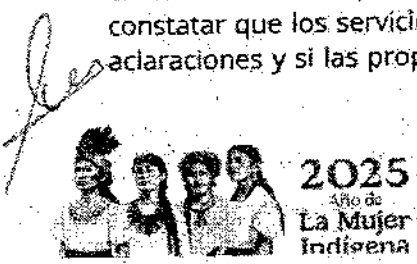 constatar que los servici
aclaraciones y si las prop
2025
Año de
La Mujer
Indígena